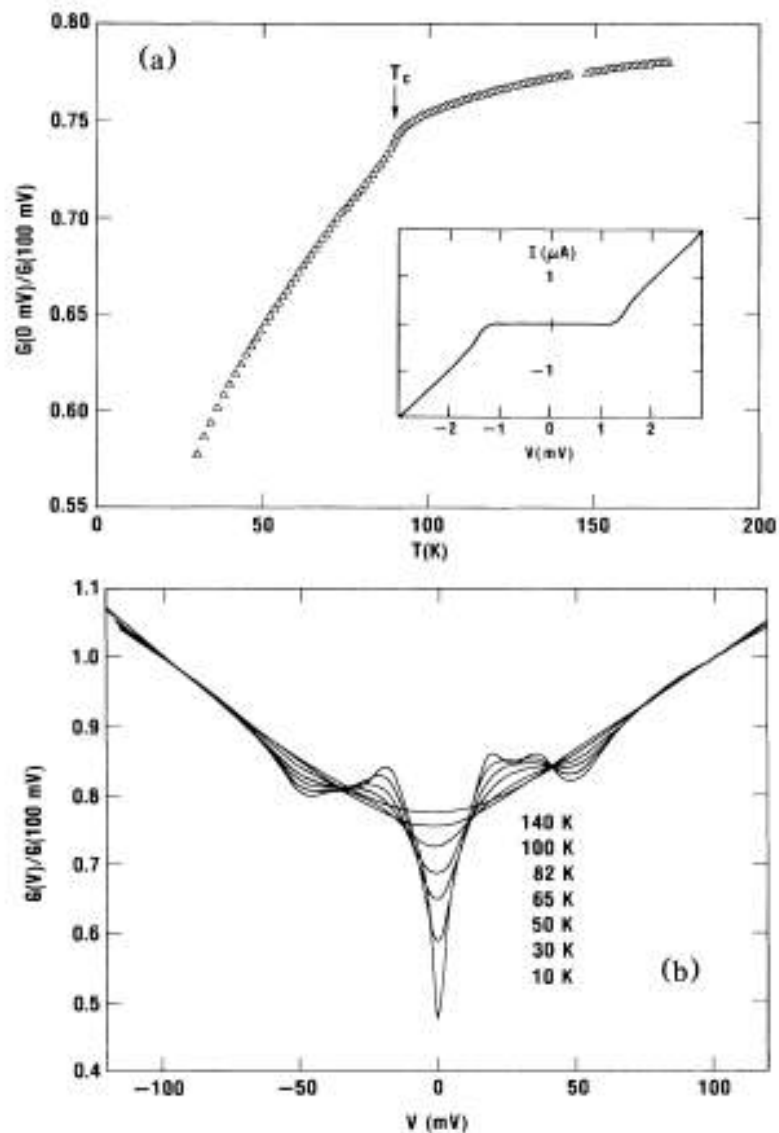 0.80
(a)
Tc
0.75
0.70
0.65
0.60
0.55
G(0 mV)/G(100 mV)
I (μA)
1
−1
−2 −1 0 1 2
V(mV)
0 50 100 150 200
T(K)
1.1
1.0
0.9
0.8
0.7
0.6
0.5
0.4
G(V)/G(100 mV)
140 K
100 K
82 K
65 K
50 K
30 K
10 K
(b)
−100 −50 0 50 100
V (mV)